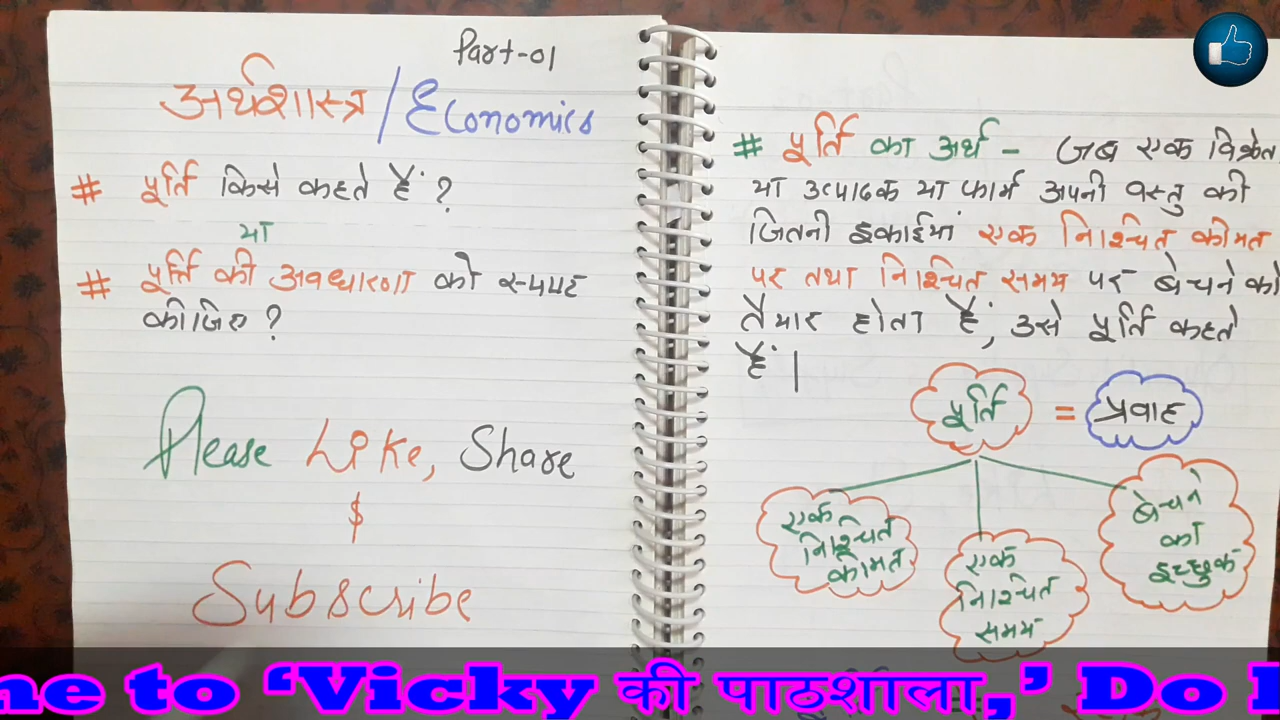 Part-01
अर्थशास्त्र / Economics
# पूर्ति किसे कहते हैं ?
या
# पूर्ति की अवधारणा को स्पष्ट
कीजिए ?
Please Like, Share
$
Subscribe
# पूर्ति का अर्थ - जब एक विक्रेता
या उत्पादक या फार्म अपनी वस्तु की
जितनी इकाईयां एक निश्चित कीमत
पर तथा निश्चित समय पर बेचने को
तैयार होता है, उसे पूर्ति कहते
हैं |
पूर्ति = प्रवाह
एक
निश्चित
कीमत
एक
निश्चित
समय
बेचने
का
इच्छुक
me to ‘Vicky की पाठशाला,’ Do